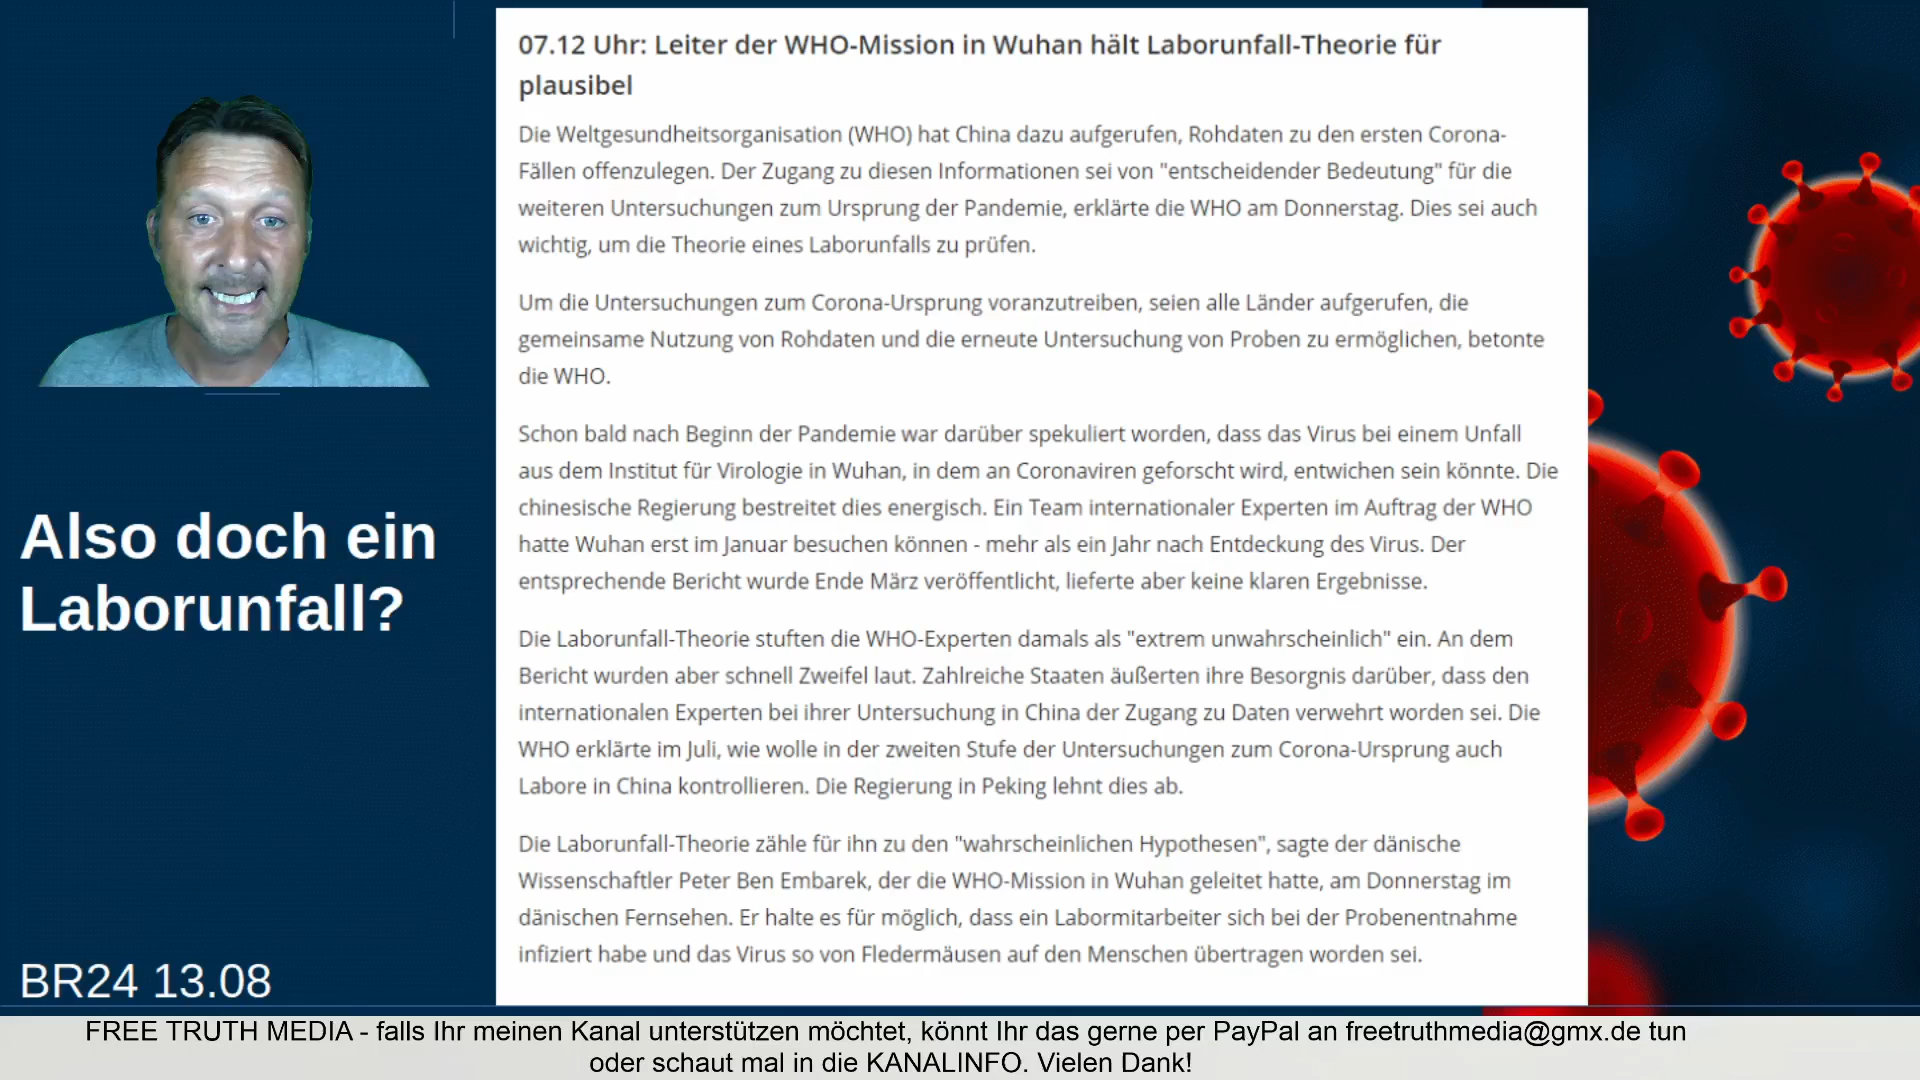 07.12 Uhr: Leiter der WHO-Mission in Wuhan hält Laborunfall-Theorie für
plausibel
Die Weltgesundheitsorganisation (WHO) hat China dazu aufgerufen, Rohdaten zu den ersten Corona-
Fällen offenzulegen. Der Zugang zu diesen Informationen sei von "entscheidender Bedeutung" für die
weiteren Untersuchungen zum Ursprung der Pandemie, erklärte die WHO am Donnerstag. Dies sei auch
wichtig, um die Theorie eines Laborunfalls zu prüfen.
Um die Untersuchungen zum Corona-Ursprung voranzutreiben, seien alle Länder aufgerufen, die
gemeinsame Nutzung von Rohdaten und die erneute Untersuchung von Proben zu ermöglichen, betonte
die WHO.
Schon bald nach Beginn der Pandemie war darüber spekuliert worden, dass das Virus bei einem Unfall
aus dem Institut für Virologie in Wuhan, in dem an Coronaviren geforscht wird, entwichen sein könnte. Die
chinesische Regierung bestreitet dies energisch. Ein Team internationaler Experten im Auftrag der WHO
hatte Wuhan erst im Januar besuchen können - mehr als ein Jahr nach Entdeckung des Virus. Der
entsprechende Bericht wurde Ende März veröffentlicht, lieferte aber keine klaren Ergebnisse.
Die Laborunfall-Theorie stuften die WHO-Experten damals als "extrem unwahrscheinlich" ein. An dem
Bericht wurden aber schnell Zweifel laut. Zahlreiche Staaten äußerten ihre Besorgnis darüber, dass den
internationalen Experten bei ihrer Untersuchung in China der Zugang zu Daten verwehrt worden sei. Die
WHO erklärte im Juli, wie wolle in der zweiten Stufe der Untersuchungen zum Corona-Ursprung auch
Labore in China kontrollieren. Die Regierung in Peking lehnt dies ab.
Die Laborunfall-Theorie zähle für ihn zu den "wahrscheinlichen Hypothesen", sagte der dänische
Wissenschaftler Peter Ben Embarek, der die WHO-Mission in Wuhan geleitet hatte, am Donnerstag im
dänischen Fernsehen. Er halte es für möglich, dass ein Labormitarbeiter sich bei der Probenentnahme
infiziert habe und das Virus so von Fledermäusen auf den Menschen übertragen worden sei.
Also doch ein
Laborunfall?
BR24 13.08
FREE TRUTH MEDIA - falls Ihr meinen Kanal unterstützen möchtet, könnt Ihr das gerne per PayPal an freetruthmedia@gmx.de tun
oder schaut mal in die KANALINFO. Vielen Dank!